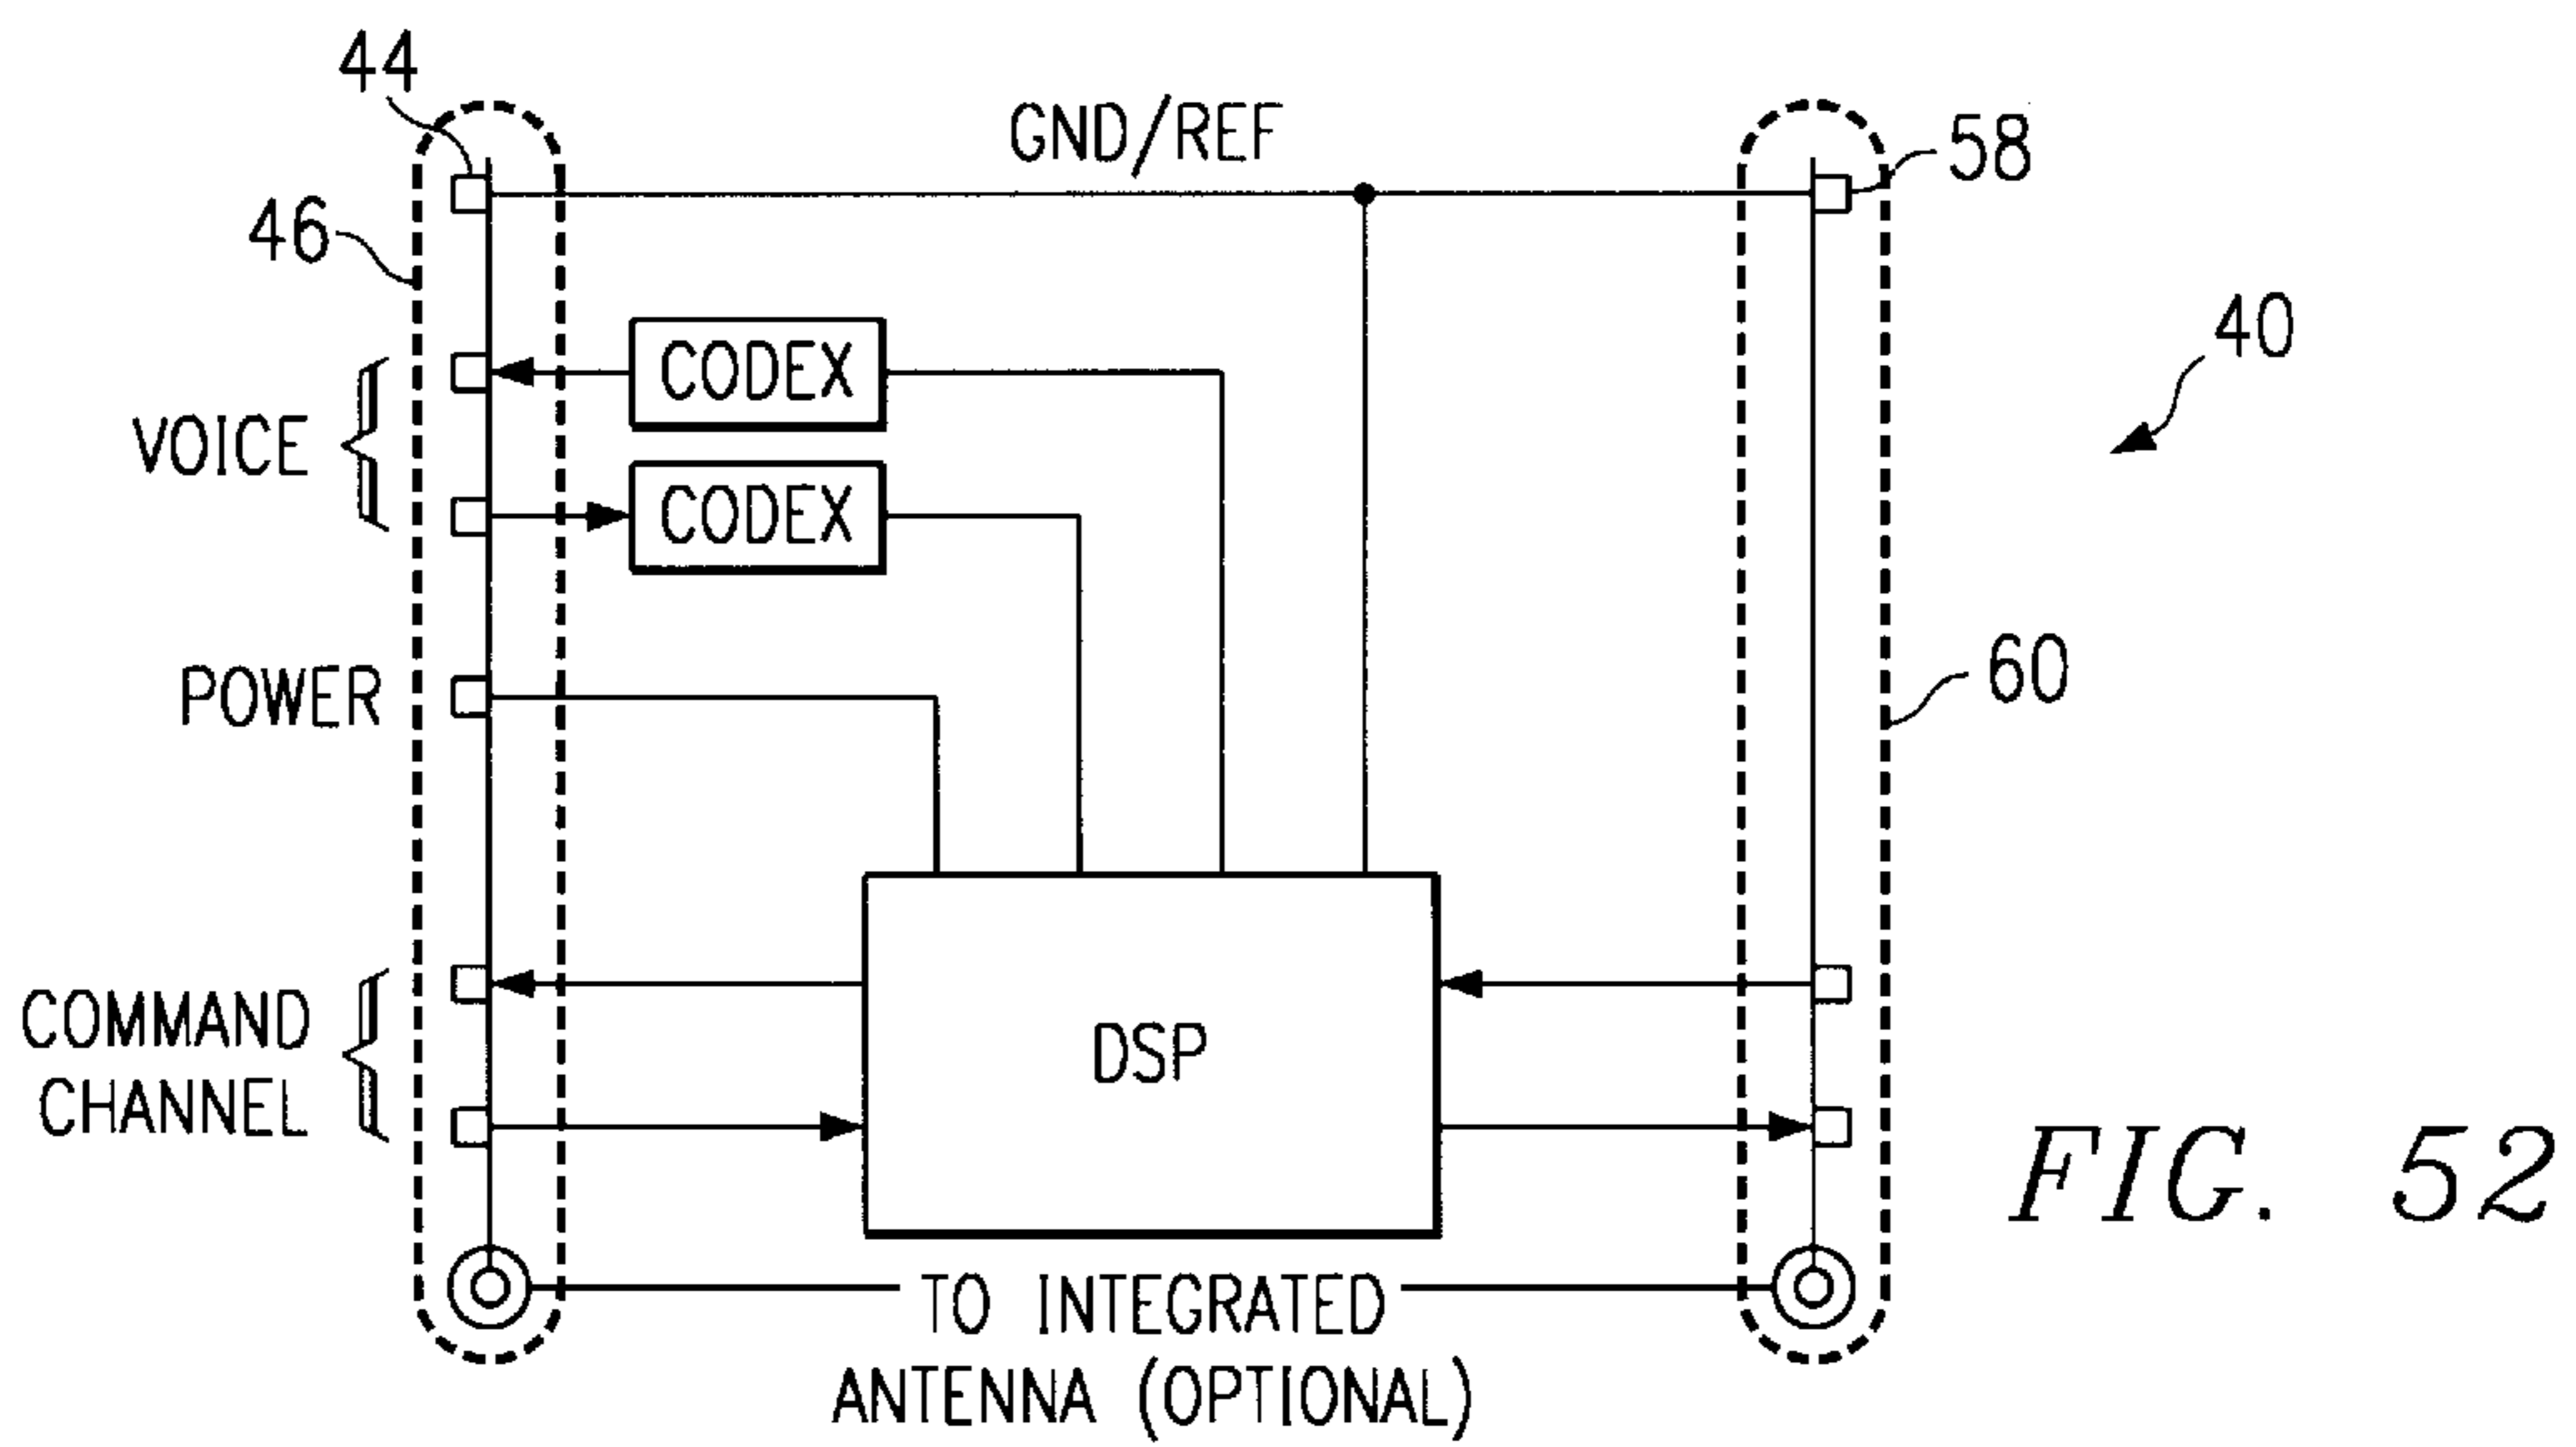 44
GND/REF
58
46
40
CODEX
VOICE
CODEX
POWER
60
COMMAND
CHANNEL
DSP
FIG. 52
TO INTEGRATED
ANTENNA (OPTIONAL)